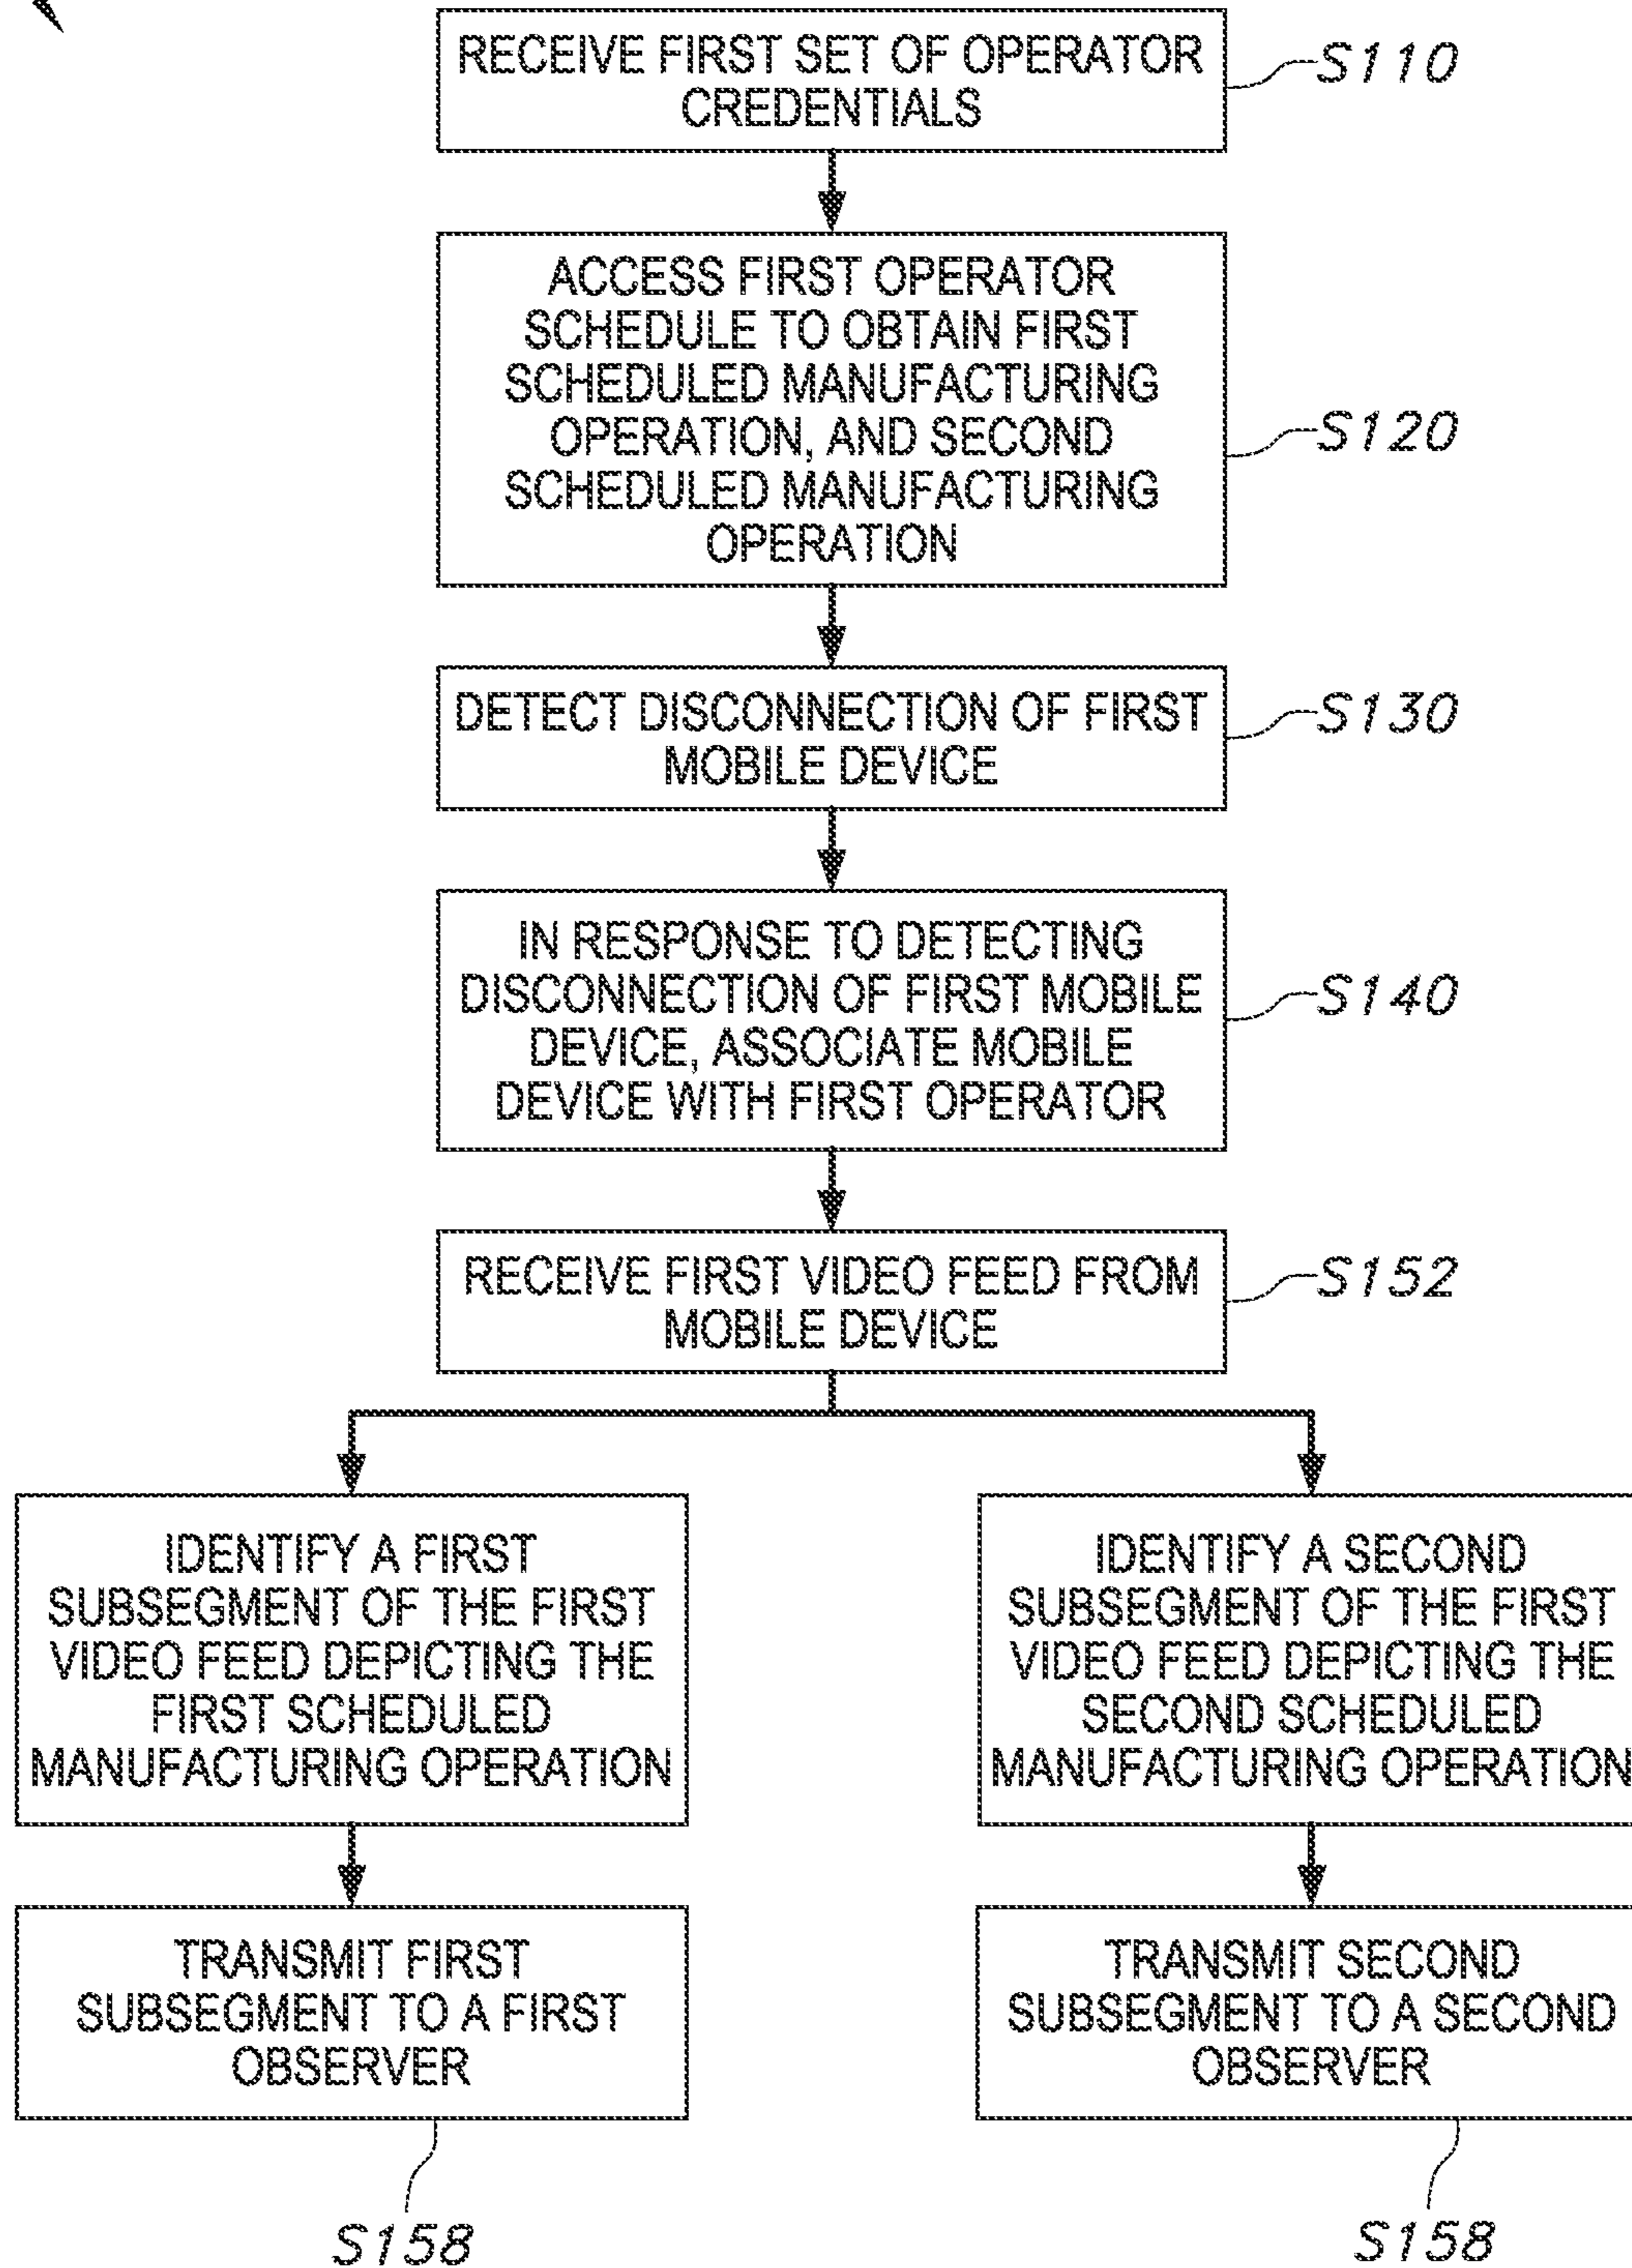 RECEIVE FIRST SET OF OPERATOR
CREDENTIALS
S110
ACCESS FIRST OPERATOR
SCHEDULE TO OBTAIN FIRST
SCHEDULED MANUFACTURING
OPERATION, AND SECOND
SCHEDULED MANUFACTURING
OPERATION
S120
DETECT DISCONNECTION OF FIRST
MOBILE DEVICE
S130
IN RESPONSE TO DETECTING
DISCONNECTION OF FIRST MOBILE
DEVICE, ASSOCIATE MOBILE
DEVICE WITH FIRST OPERATOR
S140
RECEIVE FIRST VIDEO FEED FROM
MOBILE DEVICE
S152
IDENTIFY A FIRST
SUBSEGMENT OF THE FIRST
VIDEO FEED DEPICTING THE
FIRST SCHEDULED
MANUFACTURING OPERATION
IDENTIFY A SECOND
SUBSEGMENT OF THE FIRST
VIDEO FEED DEPICTING THE
SECOND SCHEDULED
MANUFACTURING OPERATION
TRANSMIT FIRST
SUBSEGMENT TO A FIRST
OBSERVER
S158
TRANSMIT SECOND
SUBSEGMENT TO A SECOND
OBSERVER
S158